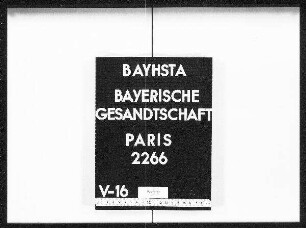 BAYHSTA
BAYERISCHE
GESANDTSCHAFT
PARIS
2266
V-16